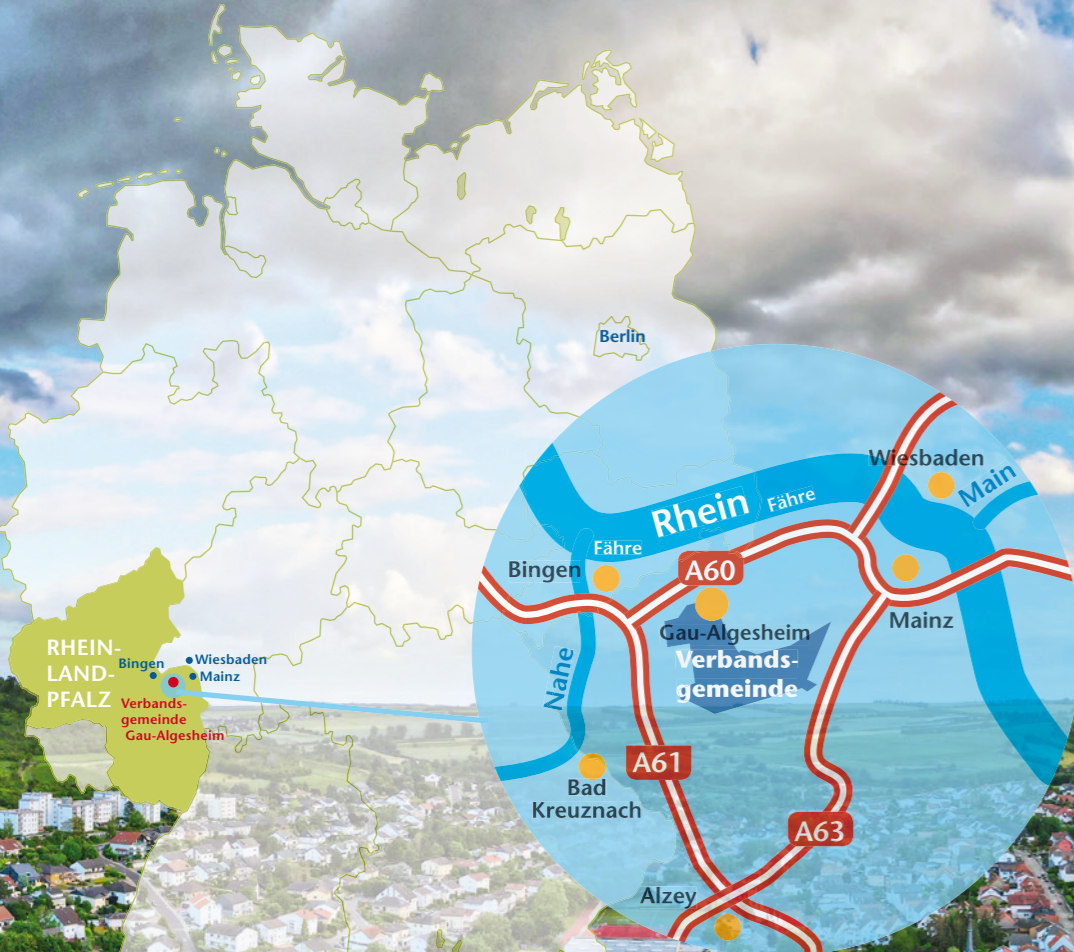 Berlin
RHEIN-
LAND-
PFALZ
Bingen
Wiesbaden
Mainz
Verbands-
gemeinde
Gau-Algesheim
Wiesbaden
Main
Rhein
Fähre
Fähre
Bingen
A60
Mainz
Gau-Algesheim
Verbands-
gemeinde
Nahe
A61
Bad
Kreuznach
A63
Alzey